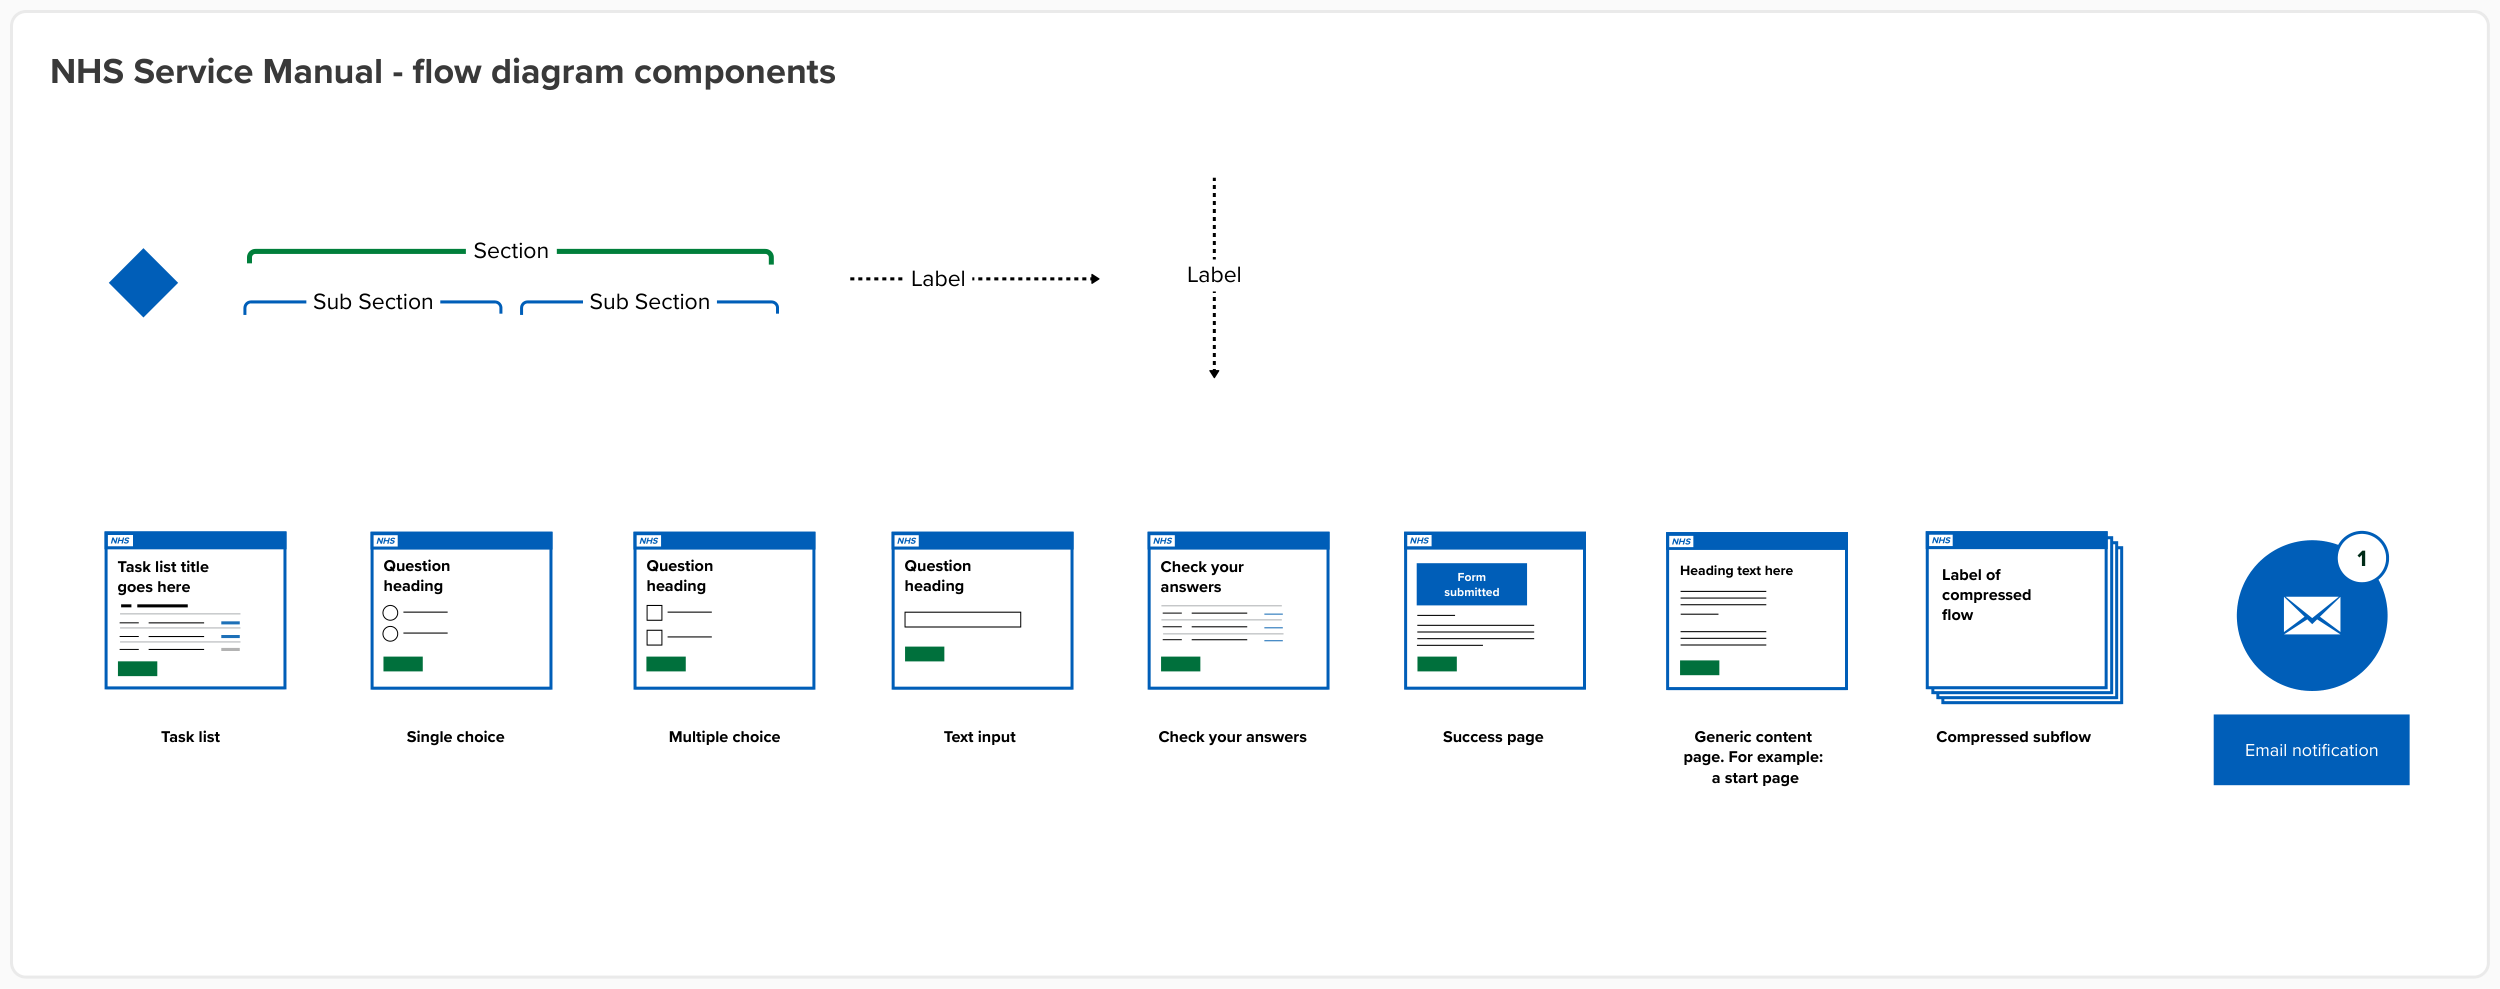 NHS Service Manual - flow diagram components
Section
Sub Section
Sub Section
Label
Label
NHS
Task list title
goes here
Task list
NHS
Question
heading
Single choice
NHS
Question
heading
Multiple choice
NHS
Question
heading
Text input
NHS
Check your
answers
Check your answers
NHS
Form
submitted
Success page
NHS
Heading text here
Generic content
page. For example:
a start page
NHS
Label of
compressed
flow
Compressed subflow
1
Email notification